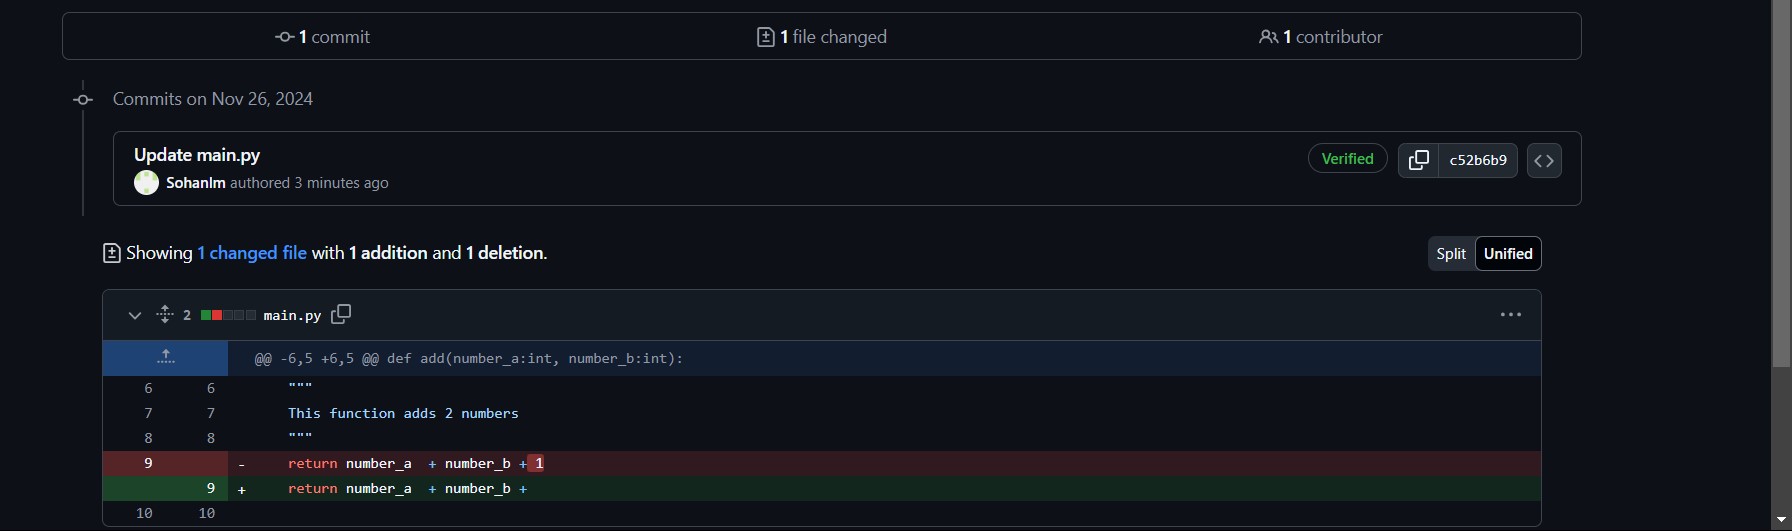 1 commit 1 file changed 1 contributor
Commits on Nov 26, 2024
Update main.py
Verified c52b6b9
Sohanlm authored 3 minutes ago
Showing 1 changed file with 1 addition and 1 deletion.
Split Unified
2 main.py
@@ -6,5 +6,5 @@ def add(number_a:int, number_b:int):
6 6 """
7 7 This function adds 2 numbers
8 8 """
9 - return number_a  + number_b + 1
9 + return number_a  + number_b +
10 10